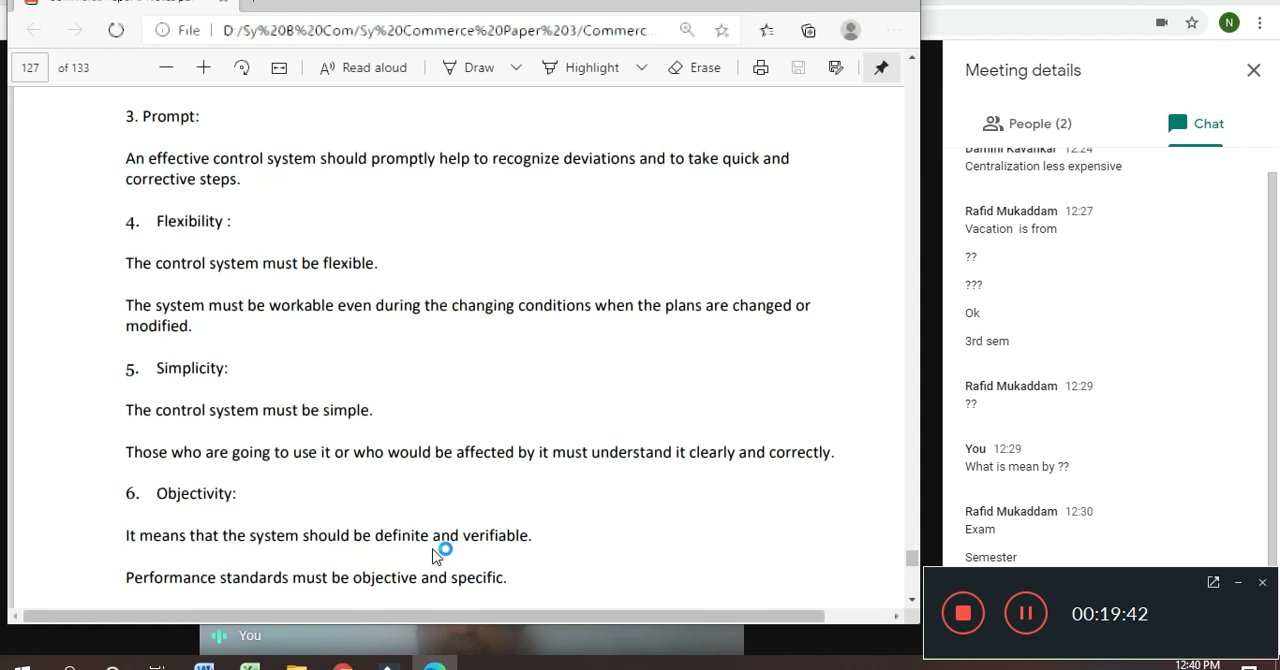 File
D:/Sy%20B%20Com/Sy%20Commerce%20Paper%203/Commerc...
N
127 of 133
Read aloud
Draw
Highlight
Erase
3. Prompt:
An effective control system should promptly help to recognize deviations and to take quick and
corrective steps.
4. Flexibility :
The control system must be flexible.
The system must be workable even during the changing conditions when the plans are changed or
modified.
5. Simplicity:
The control system must be simple.
Those who are going to use it or who would be affected by it must understand it clearly and correctly.
6. Objectivity:
It means that the system should be definite and verifiable.
Performance standards must be objective and specific.
You
Meeting details
People (2)
Chat
Damini Kavankar 12:24
Centralization less expensive
Rafid Mukaddam 12:27
Vacation is from
??
???
Ok
3rd sem
Rafid Mukaddam 12:29
??
You 12:29
What is mean by ??
Rafid Mukaddam 12:30
Exam
Semester
00:19:42
12:40 PM